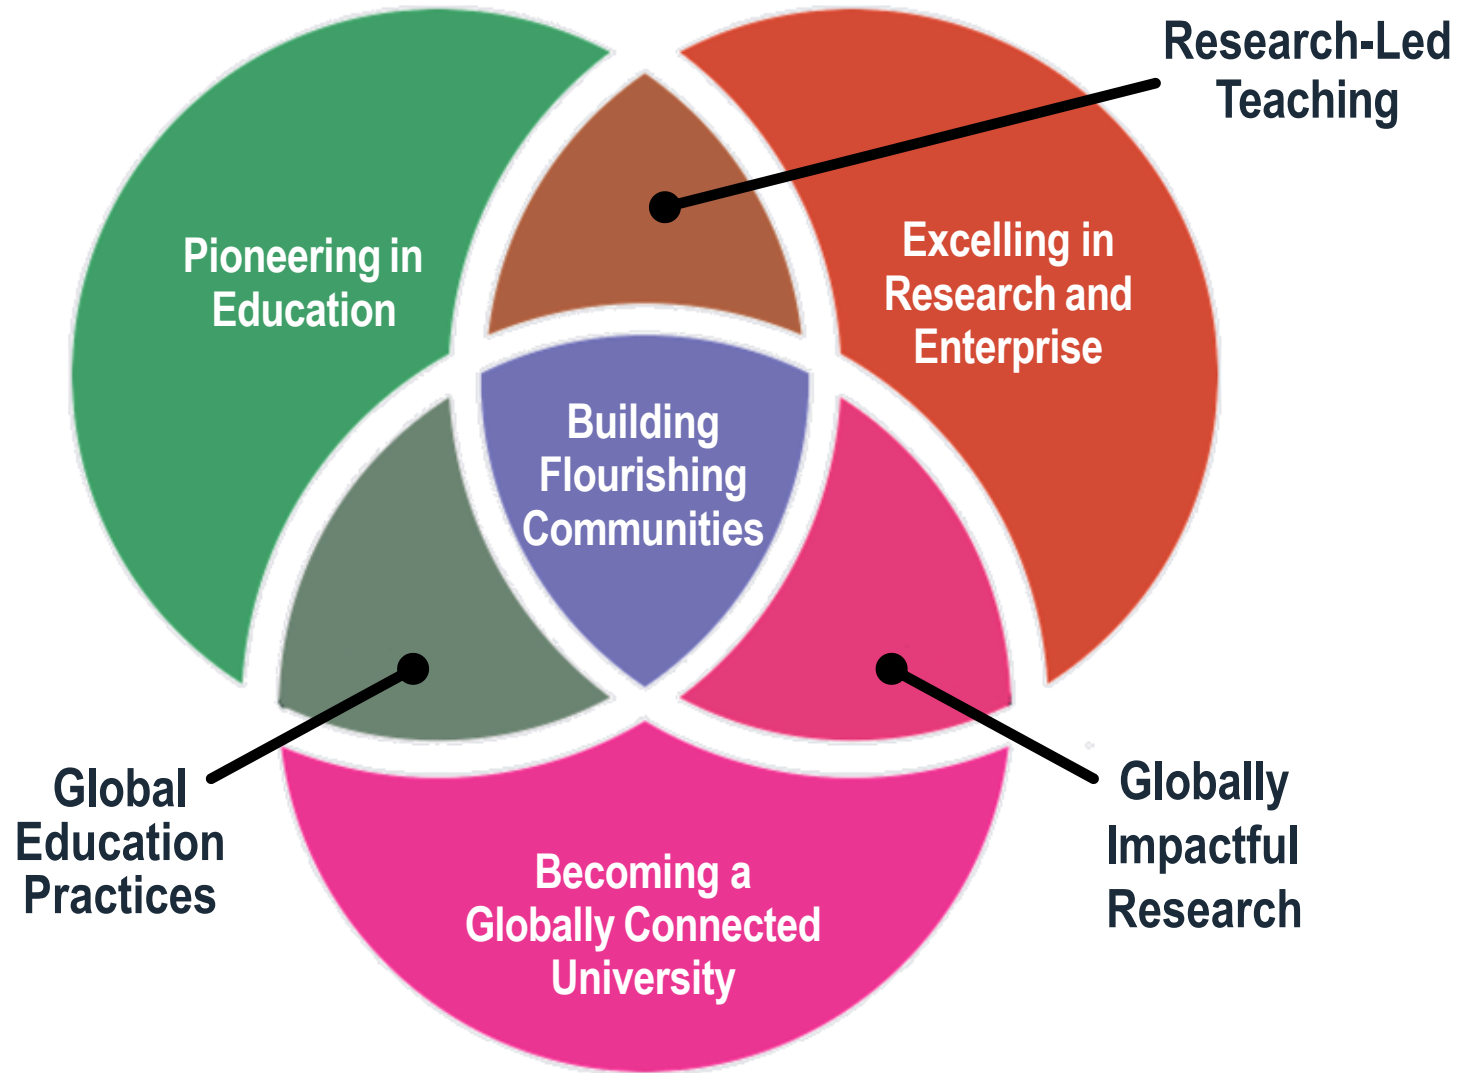 Research-Led
Teaching
Pioneering in
Education
Excelling in
Research and
Enterprise
Building
Flourishing
Communities
Global
Education
Practices
Globally
Impactful
Research
Becoming a
Globally Connected
University